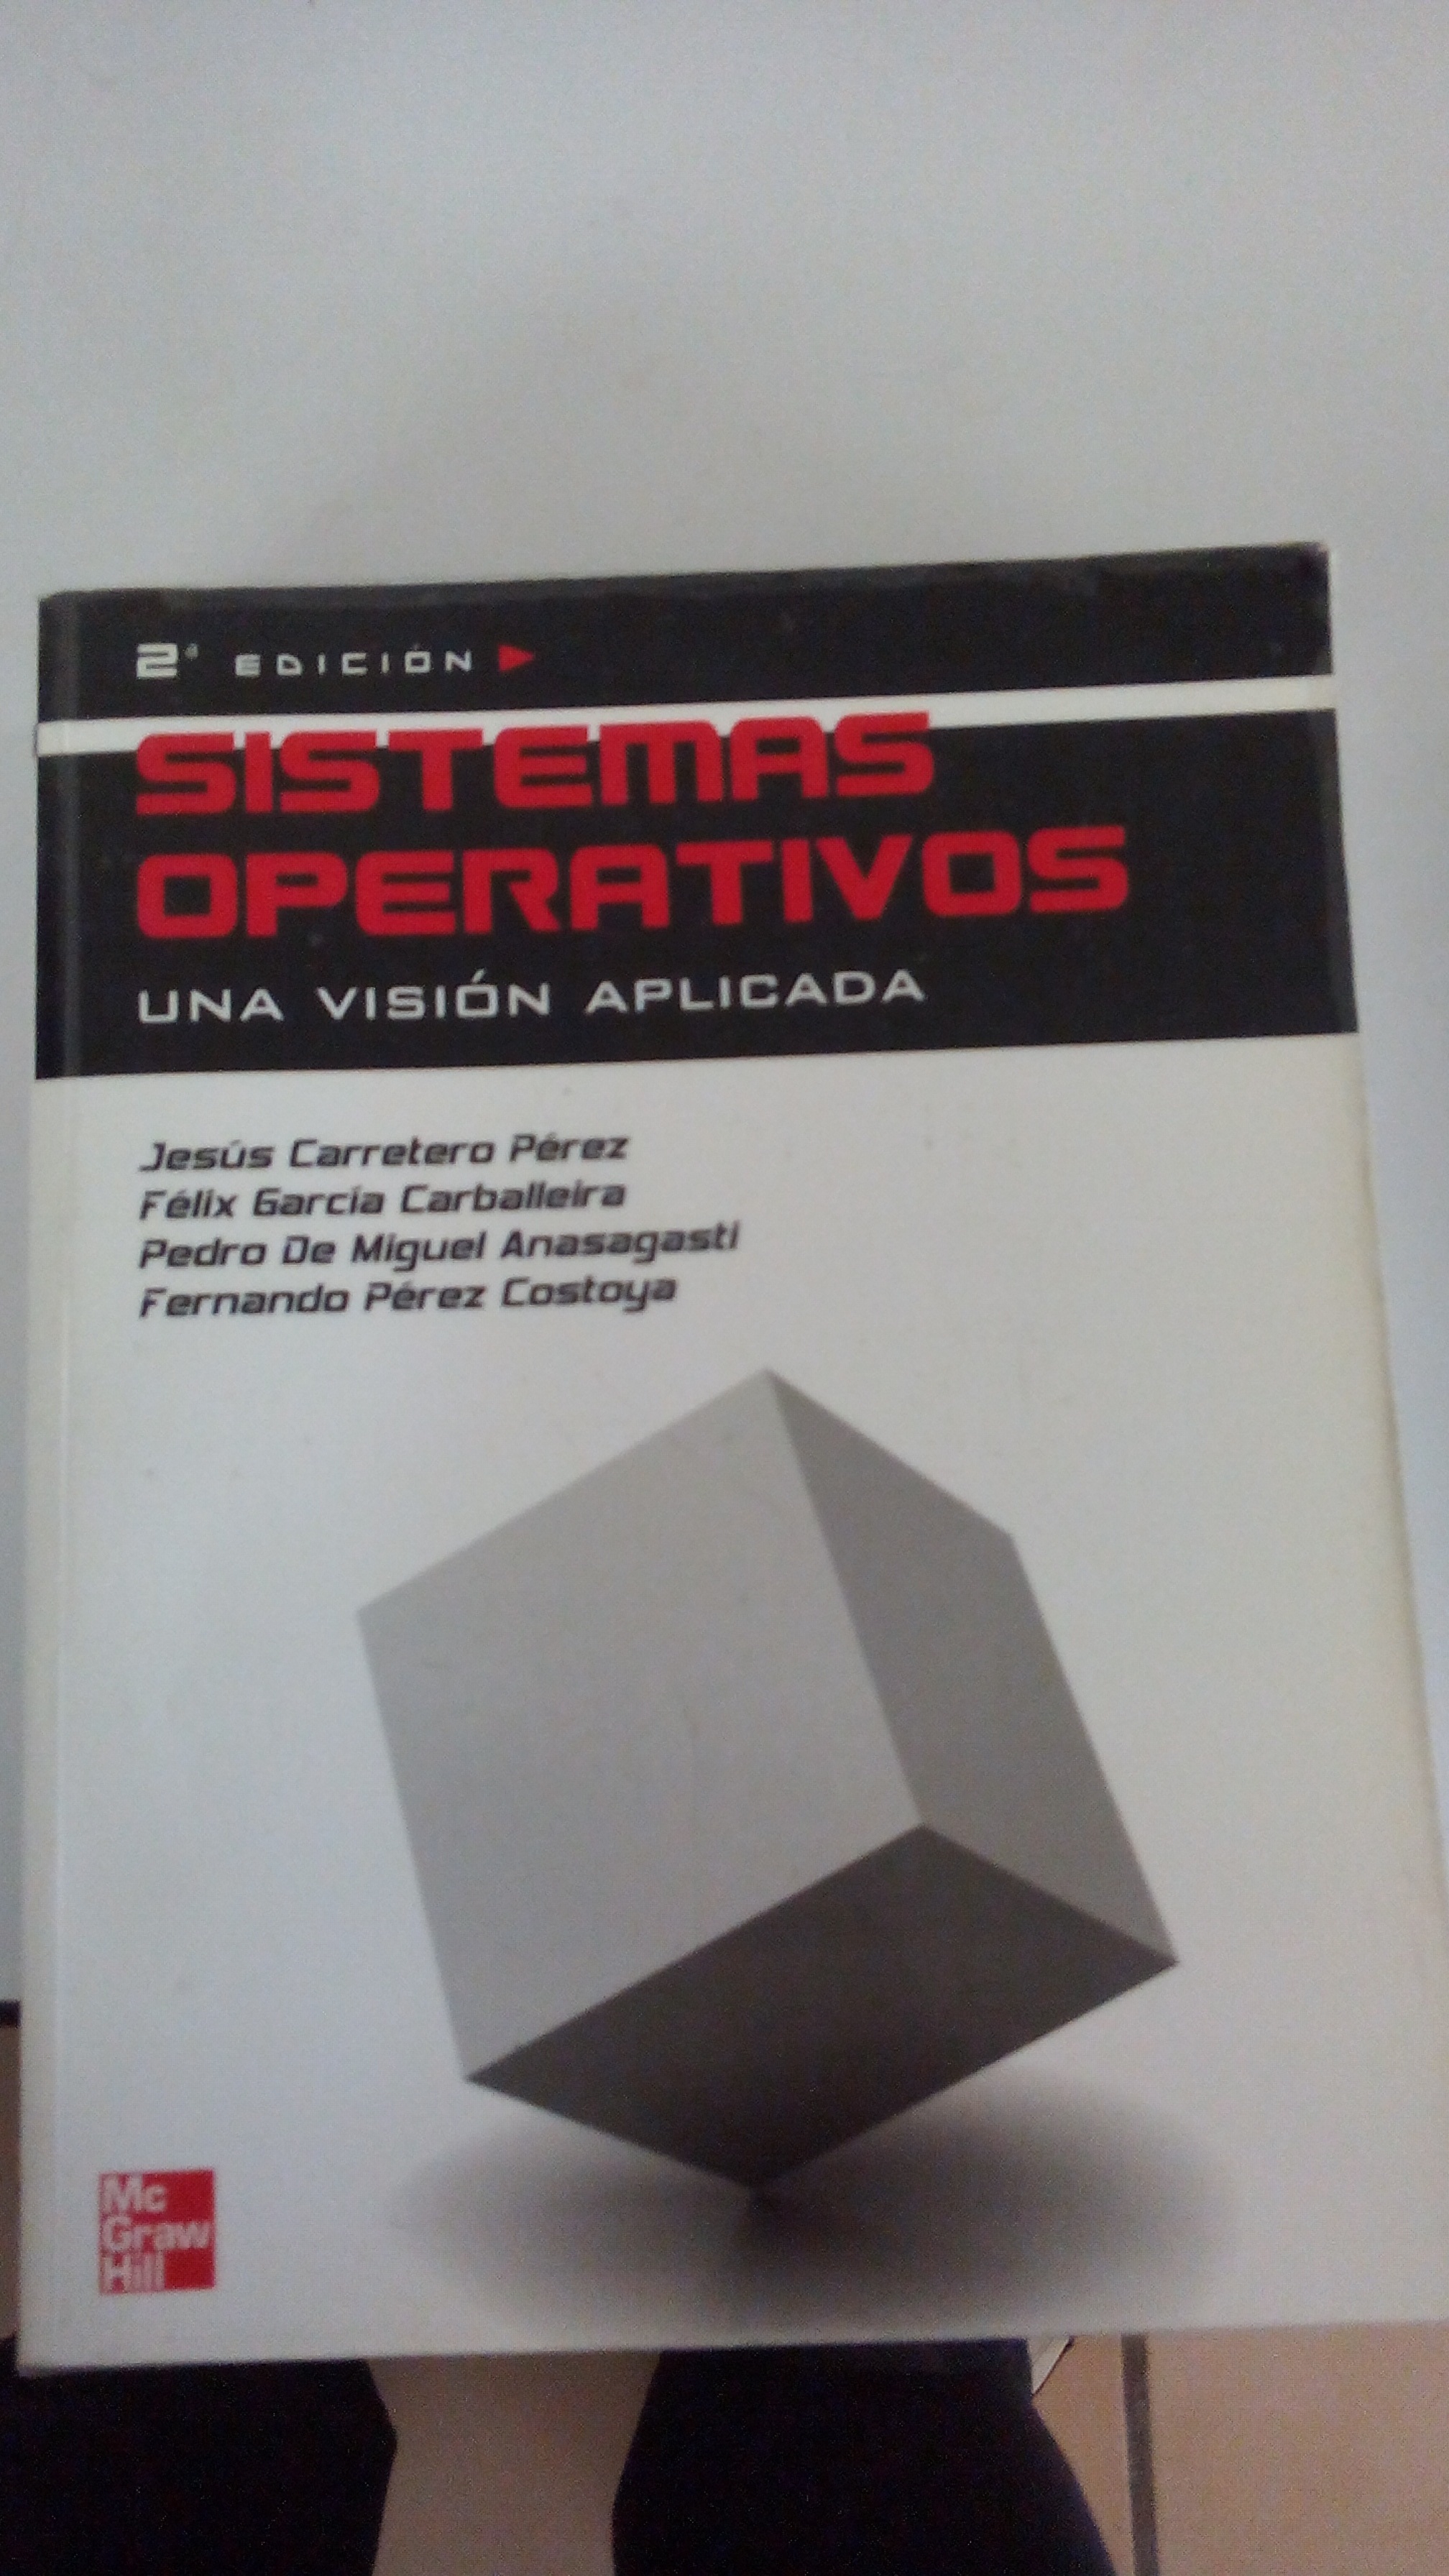 2ª EDICIÓN
SISTEMAS
OPERATIVOS
UNA VISIÓN APLICADA
Jesús Carretero Pérez
Félix García Carballeira
Pedro De Miguel Anasagasti
Fernando Pérez Costoya
Mc
Graw
Hill